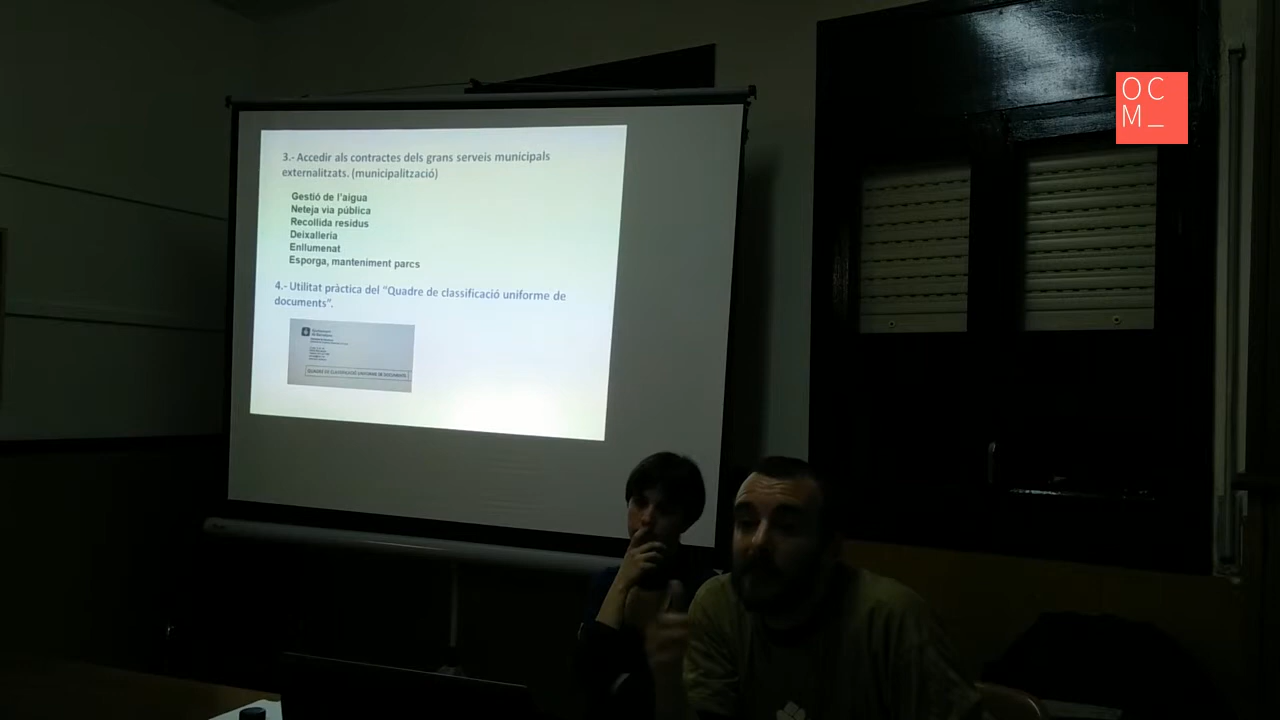 3.- Accedir als contractes dels grans serveis municipals
externalitzats. (municipalització)
Gestió de l'aigua
Neteja via pública
Recollida residus
Deixalleria
Enllumenat
Esporga, manteniment parcs
4.- Utilitat pràctica del “Quadre de classificació uniforme de
documents”.
QUADRE DE CLASSIFICACIÓ UNIFORME DE DOCUMENTS
OC
M_